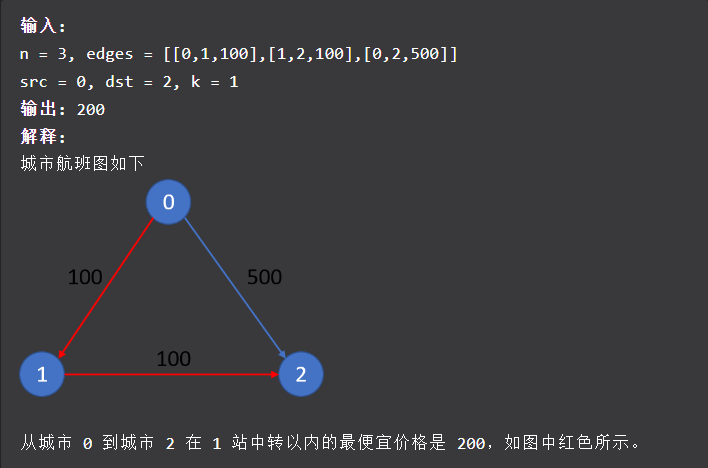 输入:
n = 3, edges = [[0,1,100],[1,2,100],[0,2,500]]
src = 0, dst = 2, k = 1
输出: 200
解释:
城市航班图如下
0
100
500
100
1
2
从城市 0 到城市 2 在 1 站中转以内的最便宜价格是 200，如图中红色所示。